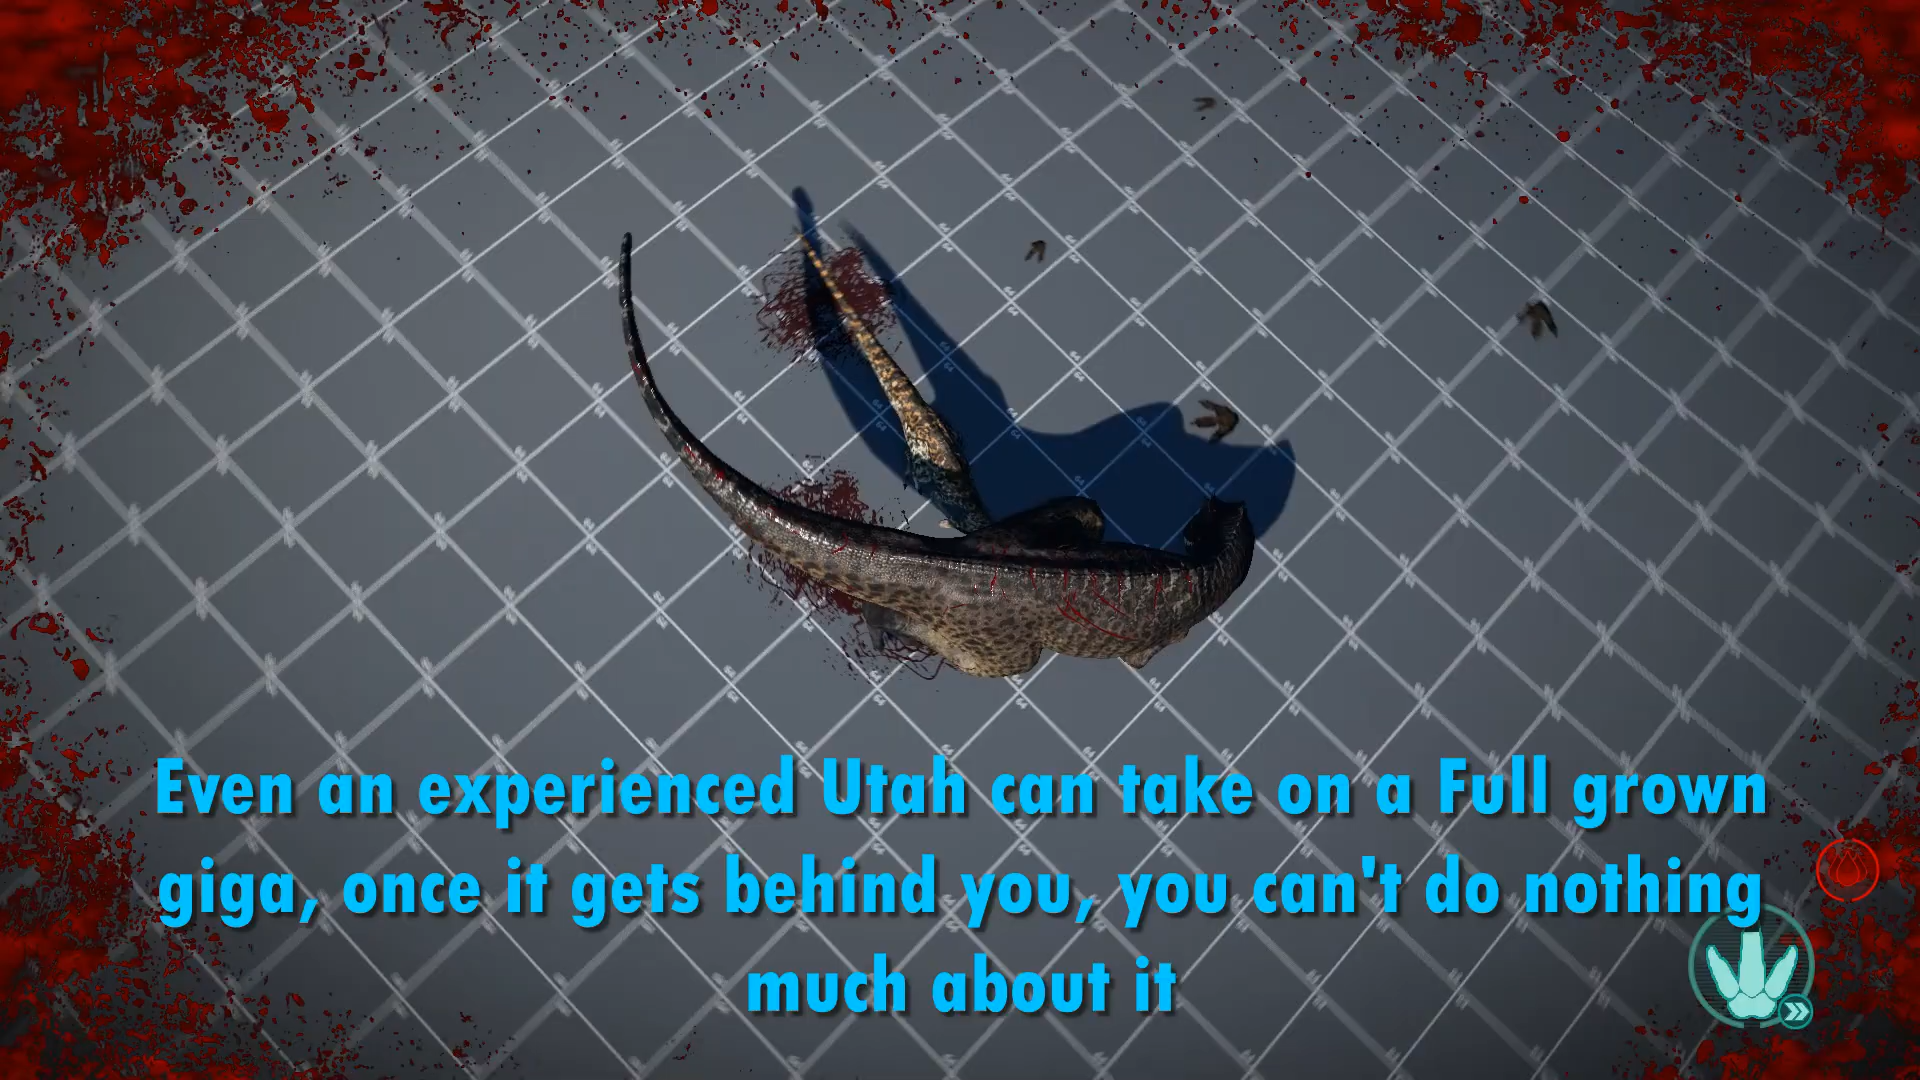 Even an experienced Utah can take on a Full grown
giga, once it gets behind you, you can't do nothing
much about it